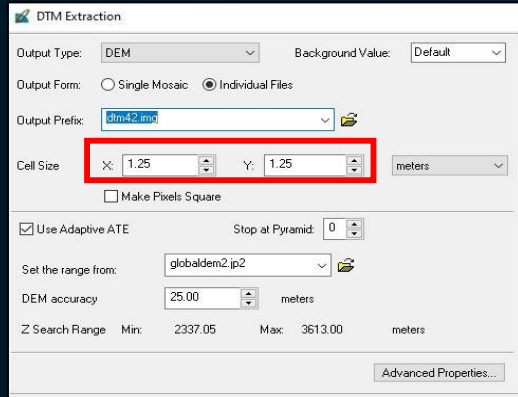 DTM Extraction
Output Type: DEM Background Value: Default
Output Form: Single Mosaic Individual Files
Output Prefix: dtm42.img
Cell Size X: 1.25 Y: 1.25 meters
Make Pixels Square
Use Adaptive ATE Stop at Pyramid: 0
Set the range from: globaldem2.jp2
DEM accuracy 25.00 meters
Z Search Range Min: 2337.05 Max: 3613.00 meters
Advanced Properties...